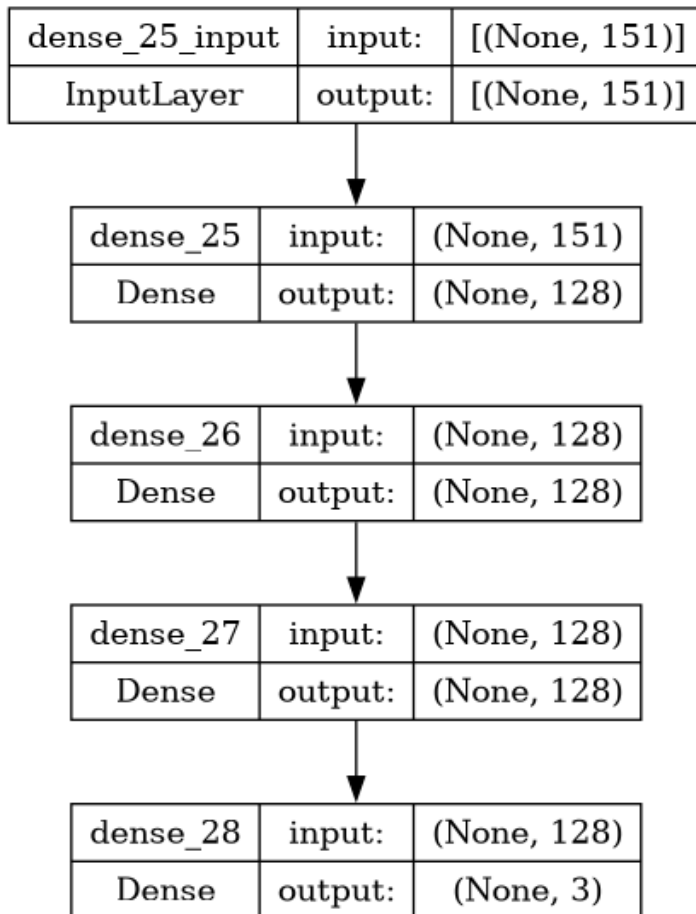 dense_25_input input: [(None, 151)]
InputLayer output: [(None, 151)]
dense_25 input: (None, 151)
Dense output: (None, 128)
dense_26 input: (None, 128)
Dense output: (None, 128)
dense_27 input: (None, 128)
Dense output: (None, 128)
dense_28 input: (None, 128)
Dense output: (None, 3)